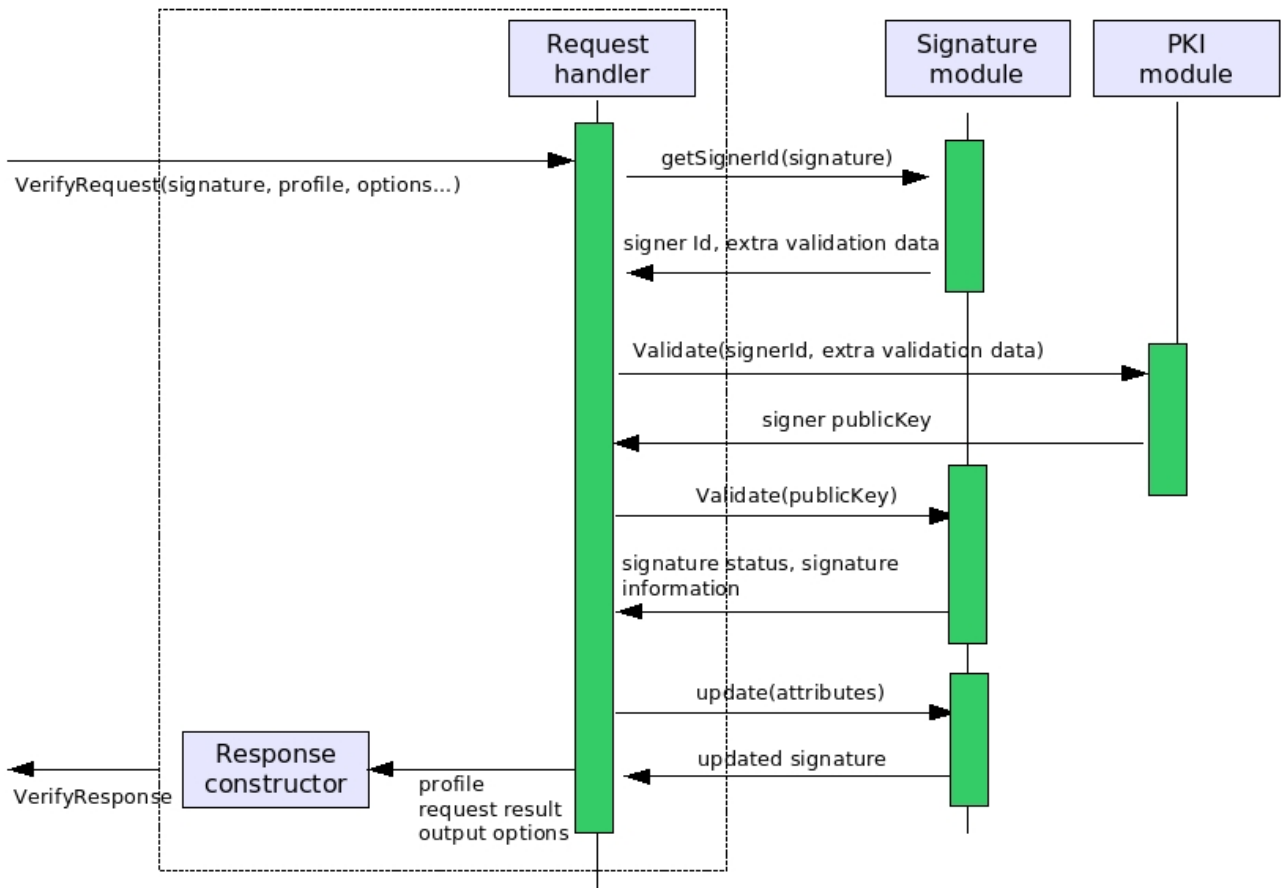 Request
handler
Signature
module
PKI
module
getSignerId(signature)
VerifyRequest(signature, profile, options...)
signer Id, extra validation data
Validate(signerId, extra validation data)
signer publicKey
Validate(publicKey)
signature status, signature
information
update(attributes)
updated signature
Response
constructor
VerifyResponse
profile
request result
output options